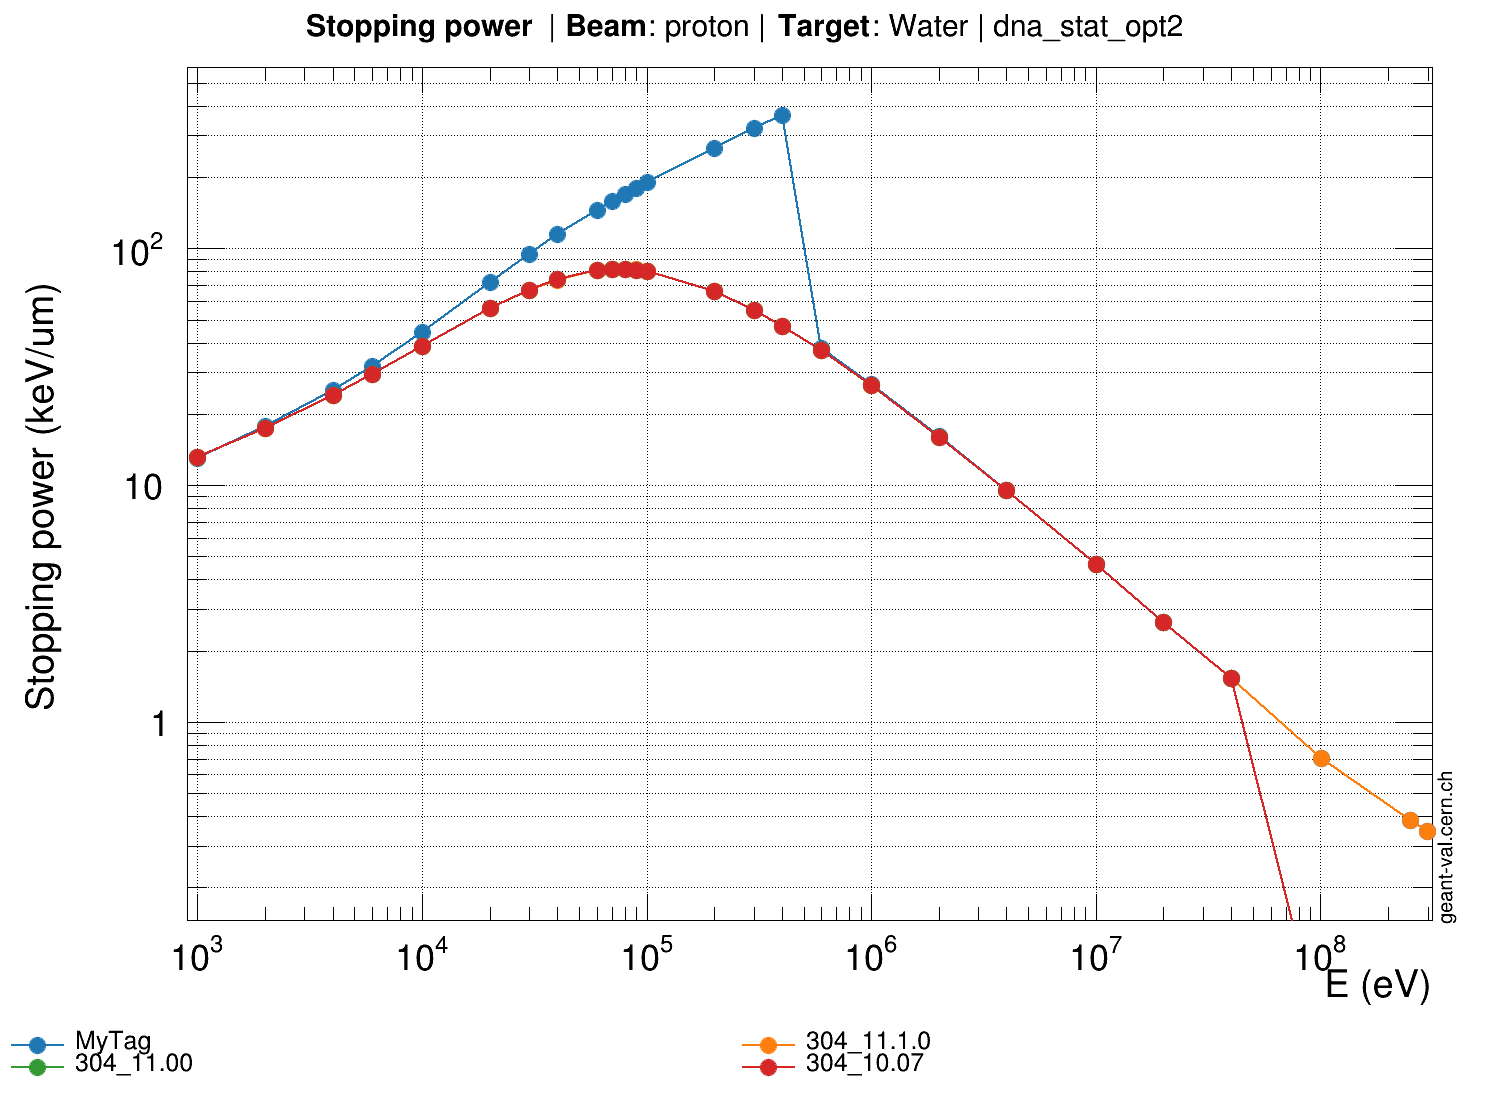 Stopping power | Beam: proton | Target: Water | dna_stat_opt2
Stopping power (keV/um)
10²
10
1
10³ 10⁴ 10⁵ 10⁶ 10⁷ 10⁸
E (eV)
geant-val.cern.ch
MyTag 304_11.1.0
304_11.00 304_10.07